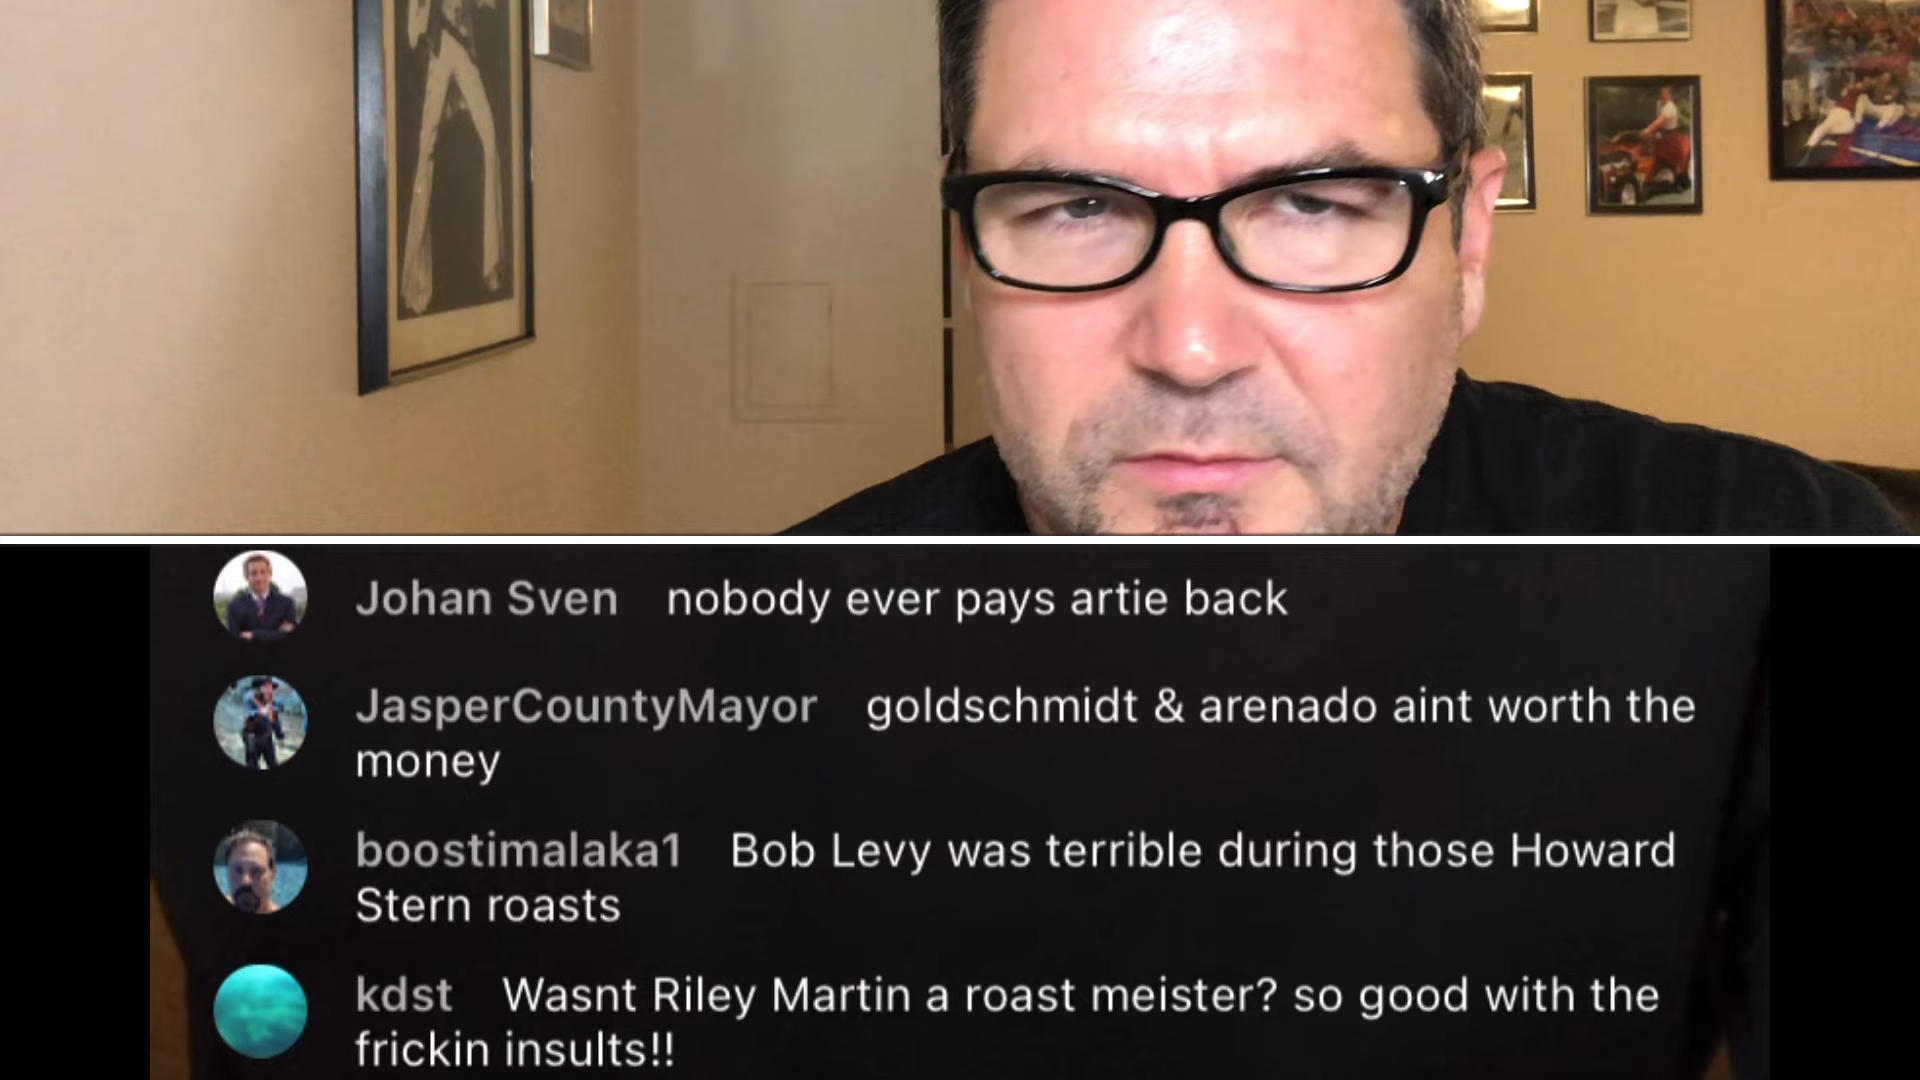 Johan Sven nobody ever pays artie back
JasperCountyMayor goldschmidt & arenado aint worth the
money
boostimalaka1 Bob Levy was terrible during those Howard
Stern roasts
kdst Wasnt Riley Martin a roast meister? so good with the
frickin insults!!